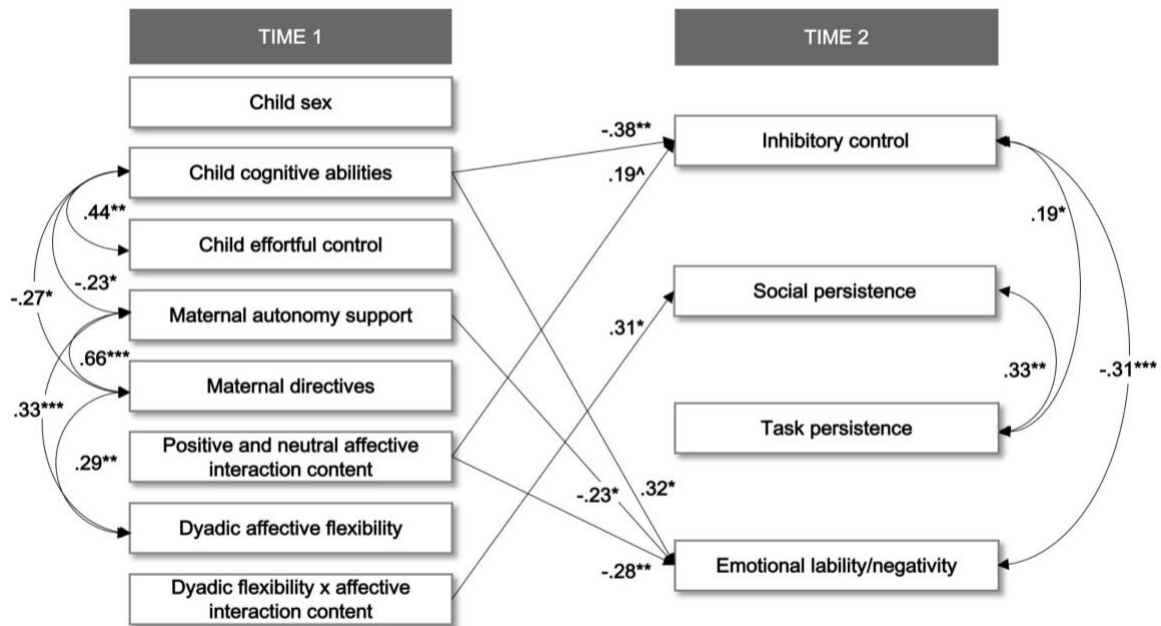 TIME 1
TIME 2
Child sex
-.38**
Inhibitory control
Child cognitive abilities
.19^
.44**
.19*
Child effortful control
-.23*
-.27*
Social persistence
Maternal autonomy support
.31*
.66***
.33**
-.31***
Maternal directives
.33***
Task persistence
Positive and neutral affective
interaction content
.29**
-.23*
.32*
Dyadic affective flexibility
-.28**
Emotional lability/negativity
Dyadic flexibility x affective
interaction content